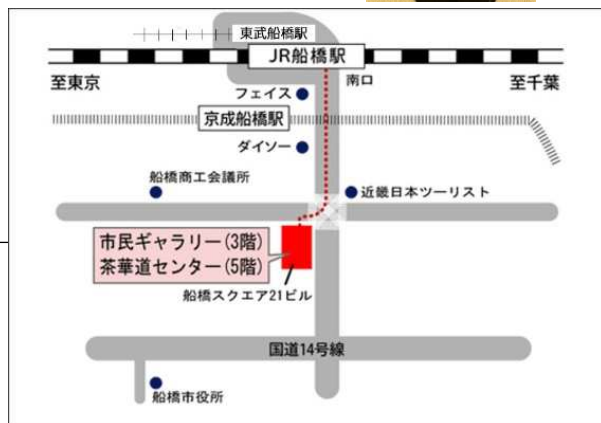 東武船橋駅
JR船橋駅
至東京
南口
至千葉
フェイス
京成船橋駅
ダイソー
船橋商工会議所
近畿日本ツーリスト
市民ギャラリー(3階)
茶華道センター(5階)
船橋スクエア21ビル
国道14号線
船橋市役所